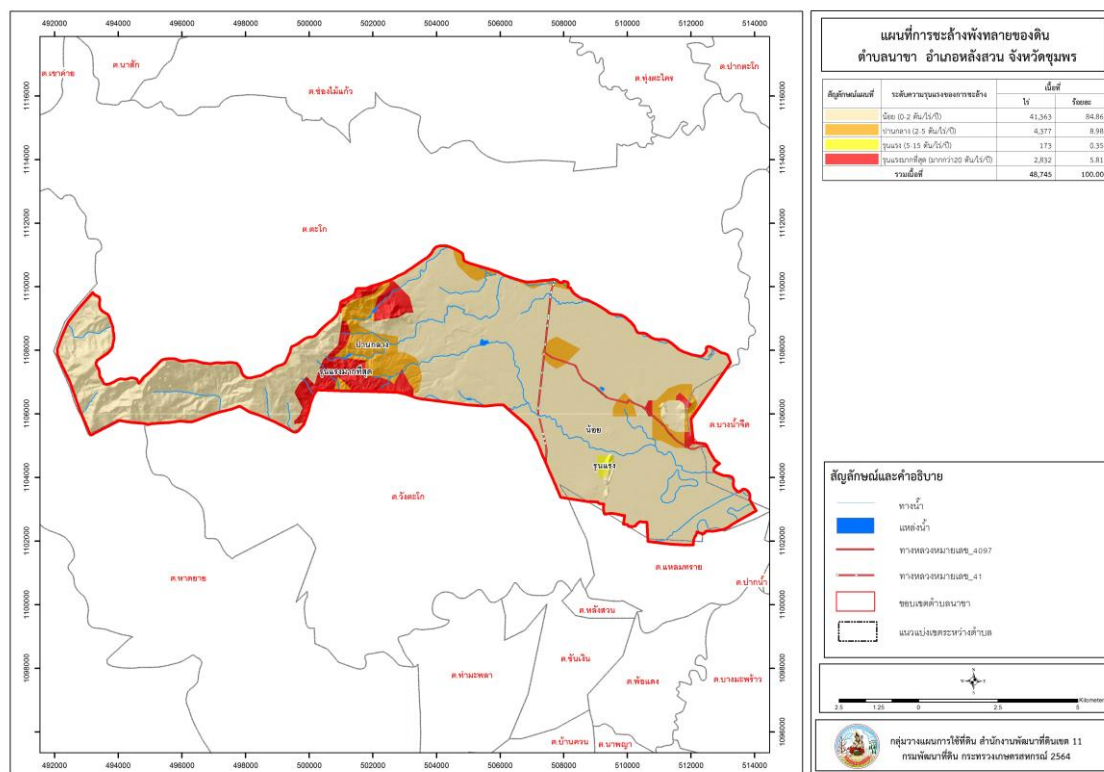 492000 494000 496000 498000 500000 502000 504000 506000 508000 510000 512000 514000
ต.เขาค่าย
ต.นาสัก
ต.ช่องไม้แก้ว
ต.ทุ่งตะไคร
ต.ปากตะโก
ต.ตะโก
ปานกลาง
รุนแรงมากที่สุด
น้อย
รุนแรง
ต.บางน้ำจืด
ต.วังตะโก
ต.หาดยาย
ต.แหลมทราย
ต.ปากน้ำ
ต.หลังสวน
ต.ขันเงิน
ต.ท่ามะพลา
ต.พ้อแดง
ต.บางมะพร้าว
ต.บ้านควน
ต.นาพญา
1116000
1114000
1112000
1110000
1108000
1106000
1104000
1102000
1100000
1098000
1096000
1116000
1114000
1112000
1110000
1108000
1106000
1104000
1102000
1100000
1098000
1096000
492000 494000 496000 498000 500000 502000 504000 506000 508000 510000 512000 514000
แผนที่การชะล้างพังทลายของดิน
ตำบลนาขา อำเภอหลังสวน จังหวัดชุมพร
สัญลักษณ์แผนที่ ระดับความรุนแรงของการชะล้าง เนื้อที่
ไร่ ร้อยละ
น้อย (0-2 ตัน/ไร่/ปี) 41,363 84.86
ปานกลาง (2-5 ตัน/ไร่/ปี) 4,377 8.98
รุนแรง (5-15 ตัน/ไร่/ปี) 173 0.35
รุนแรงมากที่สุด (มากกว่า20 ตัน/ไร่/ปี) 2,832 5.81
รวมเนื้อที่ 48,745 100.00
สัญลักษณ์และคำอธิบาย
ทางน้ำ
แหล่งน้ำ
ทางหลวงหมายเลข_4097
ทางหลวงหมายเลข_41
ขอบเขตตำบลนาขา
แนวแบ่งเขตระหว่างตำบล
Kilometers
2.5 1.25 0 2.5 5
กลุ่มวางแผนการใช้ที่ดิน สำนักงานพัฒนาที่ดินเขต 11
กรมพัฒนาที่ดิน กระทรวงเกษตรสหกรณ์ 2564